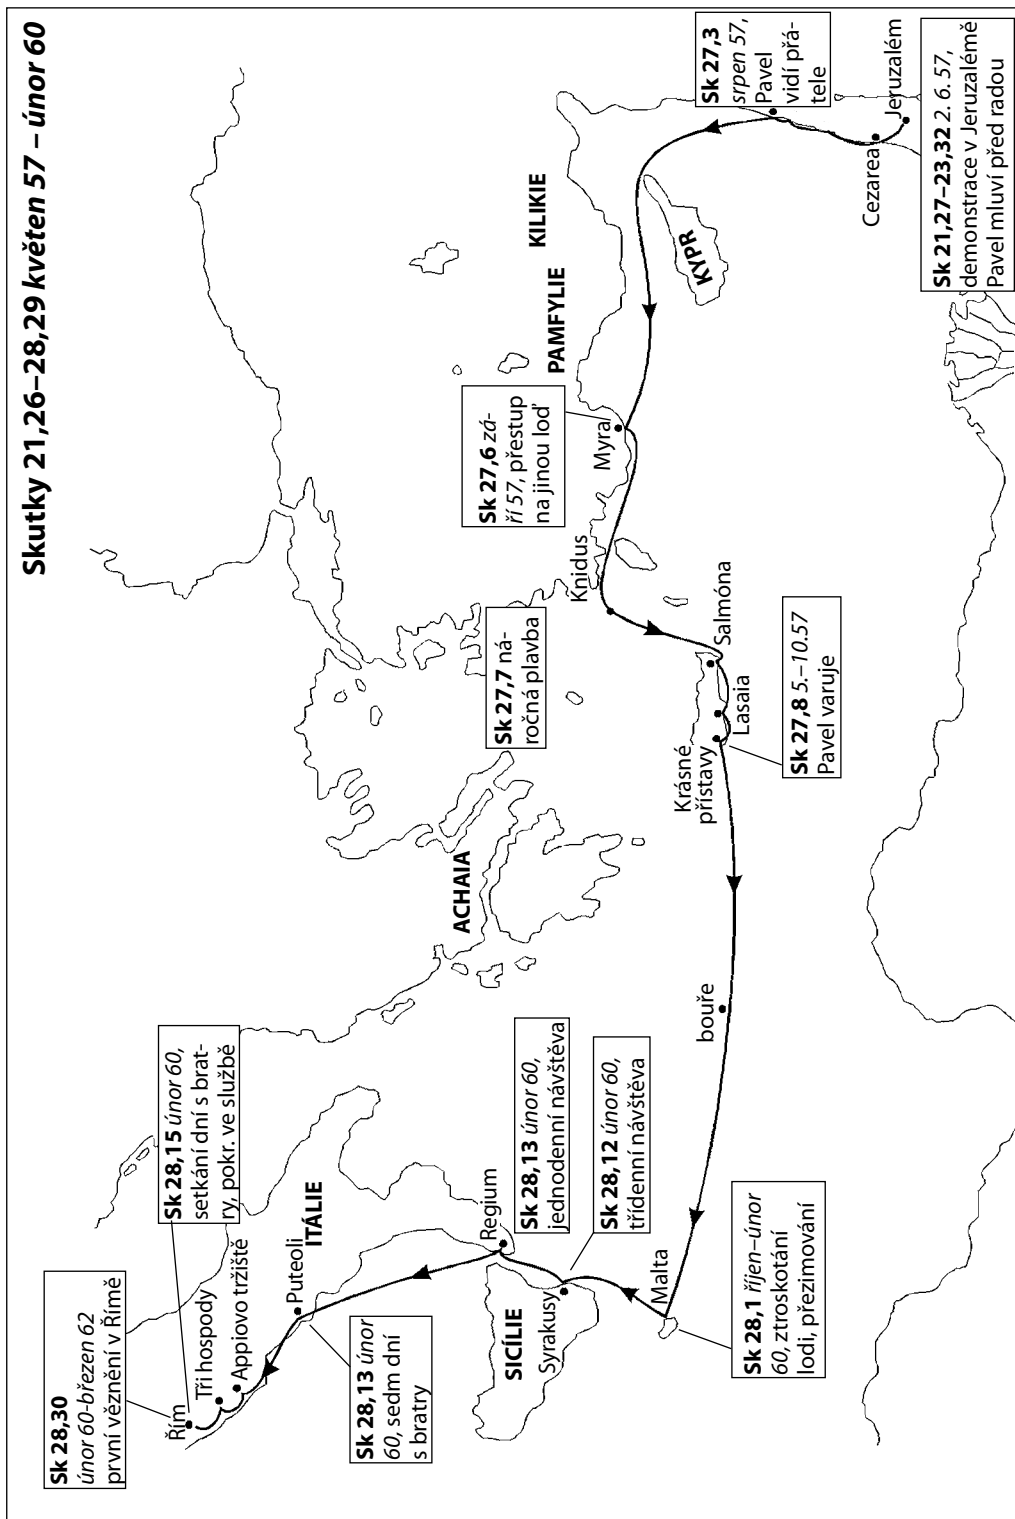 Skutky 21,26–28,29 květen 57 – únor 60
Sk 28,30
únor 60-březen 62
první věznění v Římě
Řím
Tři hospody
Appiovo tržiště
Sk 28,15 únor 60,
setkání dní s brat-
ry, pokr. ve službě
Puteoli
ITÁLIE
Sk 28,13 únor
60, sedm dní
s bratry
Regium
Sk 28,13 únor 60,
jednodenní návštěva
SICÍLIE
Syrakusy
Sk 28,12 únor 60,
třídenní návštěva
Malta
Sk 28,1 říjen–únor
60, ztroskotání
lodi, přezimování
bouře
ACHAIA
Krásné
přístavy
Lasaia
Salmóna
Sk 27,8 5.–10.57
Pavel varuje
Sk 27,7 ná-
ročná plavba
Knidus
Sk 27,6 zá-
ří 57, přestup
na jinou loď
Myra
PAMFYLIE
KILIKIE
KYPR
Sk 27,3
srpen 57,
Pavel
vidí přá-
tele
Cezarea
Jeruzalém
Sk 21,27–23,32 2. 6. 57,
demonstrace v Jeruzalémě
Pavel mluví před radou